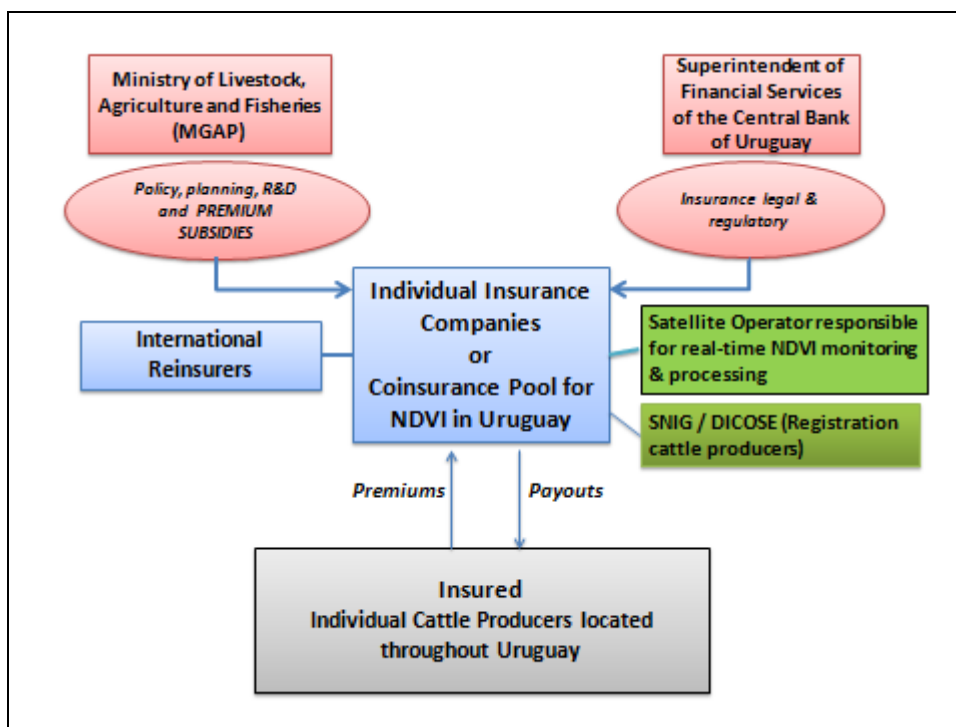 Ministry of Livestock,
Agriculture and Fisheries
(MGAP)
Superintendent of
Financial Services
of the Central Bank
of Uruguay
Policy, planning, R&D
and PREMIUM
SUBSIDIES
Insurance legal &
regulatory
Individual Insurance
Companies
or
Coinsurance Pool for
NDVI in Uruguay
International
Reinsurers
Satellite Operator responsible
for real-time NDVI monitoring
& processing
SNIG / DICOSE (Registration
cattle producers)
Premiums
Payouts
Insured
Individual Cattle Producers located
throughout Uruguay